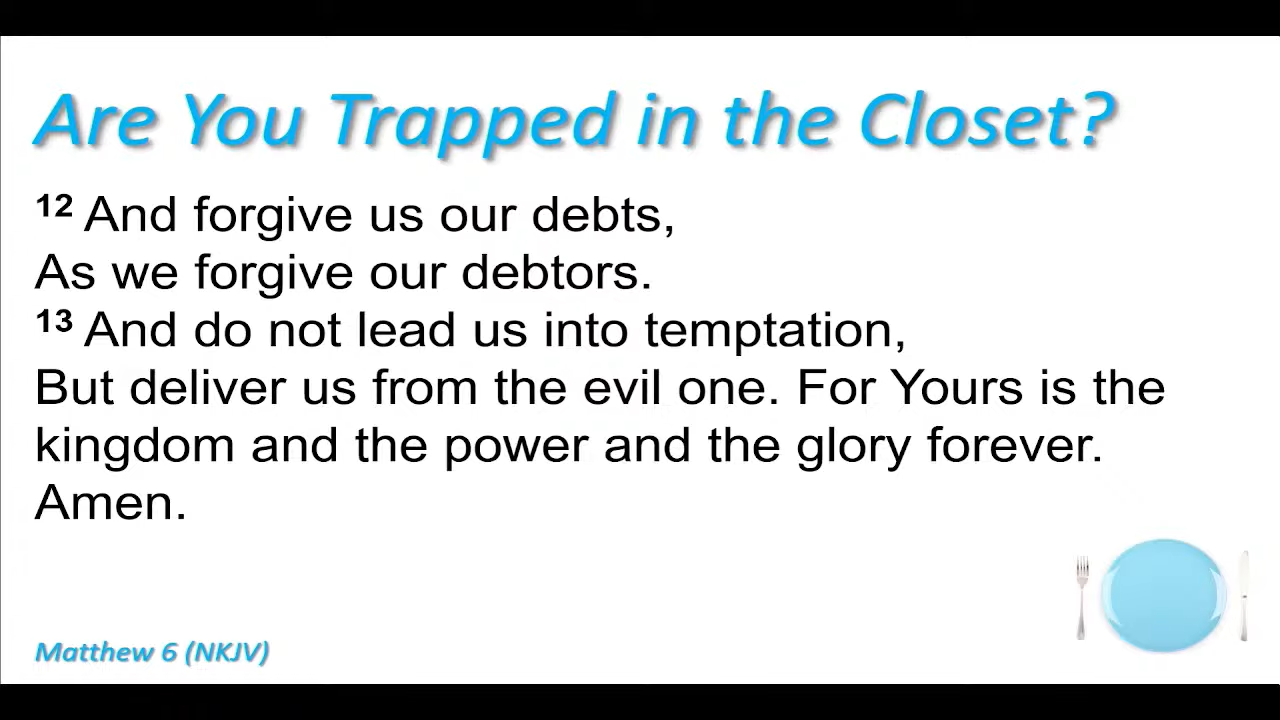 Are You Trapped in the Closet?
12 And forgive us our debts,
As we forgive our debtors.
13 And do not lead us into temptation,
But deliver us from the evil one. For Yours is the
kingdom and the power and the glory forever.
Amen.
Matthew 6 (NKJV)